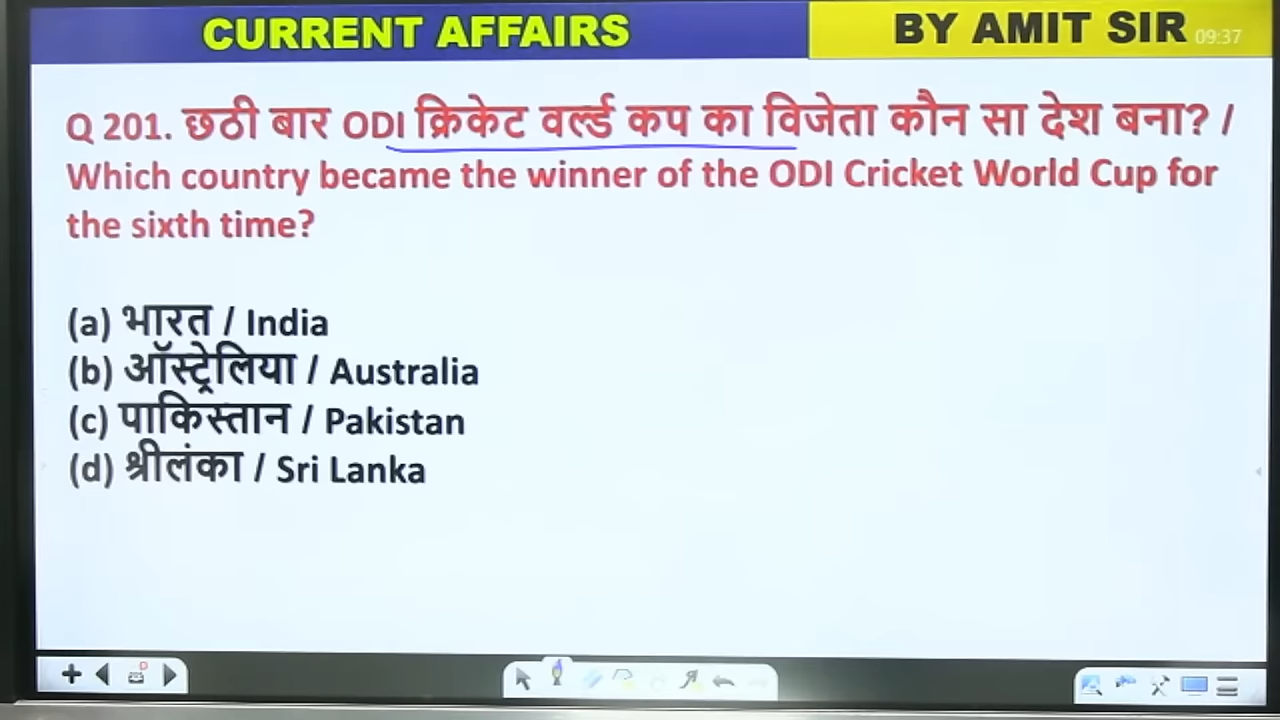 CURRENT AFFAIRS
BY AMIT SIR
09:37
Q 201. छठी बार ODI क्रिकेट वर्ल्ड कप का विजेता कौन सा देश बना? /
Which country became the winner of the ODI Cricket World Cup for
the sixth time?
(a) भारत / India
(b) ऑस्ट्रेलिया / Australia
(c) पाकिस्तान / Pakistan
(d) श्रीलंका / Sri Lanka